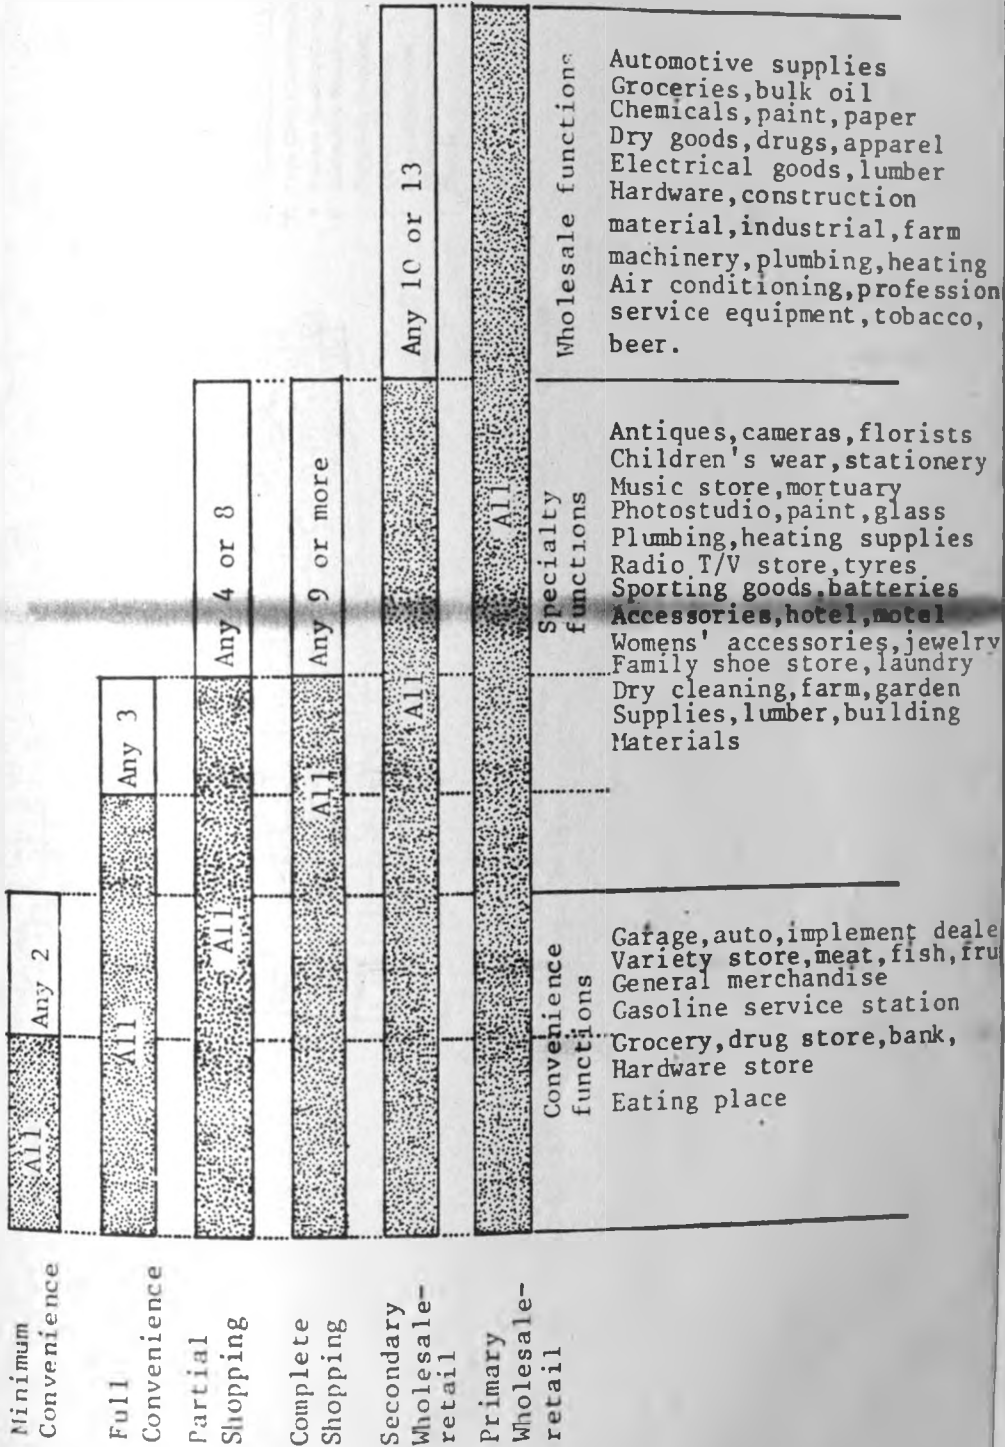 Automotive supplies
Groceries,bulk oil
Chemicals,paint,paper
Dry goods,drugs,apparel
Electrical goods,lumber
Hardware,construction
material,industrial,farm
machinery,plumbing,heating
Air conditioning,profession
service equipment,tobacco,
beer.
Wholesale functions
Any 10 or 13
Antiques,cameras,florists
Children's wear,stationery
Music store,mortuary
Photostudio,paint,glass
Plumbing,heating supplies
Radio T/V store,tyres
Sporting goods,batteries
Accessories,hotel,motel
Womens' accessories,jewelry
Family shoe store,laundry
Dry cleaning,farm,garden
Supplies,lumber,building
Materials
Specialty
functions
All
All
Any 9 or more
All
Any 4 or 8
All
Any 3
All
Any 2
All
Garage,auto,implement deale
Variety store,meat,fish,fru
General merchandise
Gasoline service station
Grocery,drug store,bank,
Hardware store
Eating place
Convenience
functions
Minimum
Convenience
Full
Convenience
Partial
Shopping
Complete
Shopping
Secondary
Wholesale-
retail
Primary
Wholesale-
retail